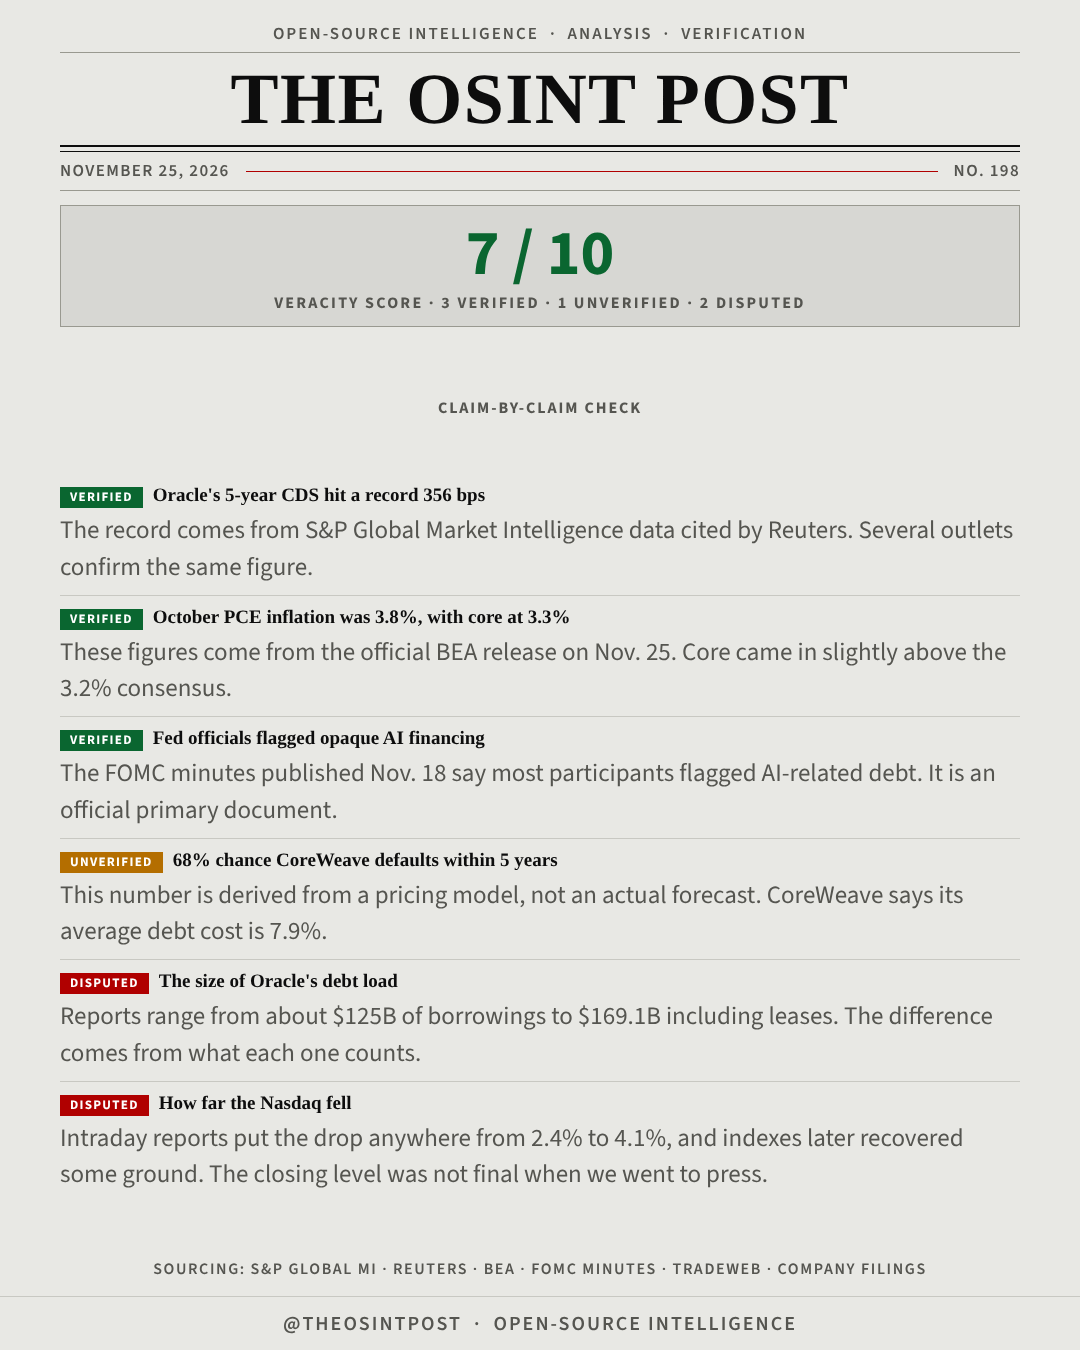 OPEN-SOURCE INTELLIGENCE · ANALYSIS · VERIFICATION
THE OSINT POST
NOVEMBER 25, 2026 NO. 198
7 / 10
VERACITY SCORE · 3 VERIFIED · 1 UNVERIFIED · 2 DISPUTED
CLAIM-BY-CLAIM CHECK
VERIFIED Oracle's 5-year CDS hit a record 356 bps
The record comes from S&P Global Market Intelligence data cited by Reuters. Several outlets
confirm the same figure.
VERIFIED October PCE inflation was 3.8%, with core at 3.3%
These figures come from the official BEA release on Nov. 25. Core came in slightly above the
3.2% consensus.
VERIFIED Fed officials flagged opaque AI financing
The FOMC minutes published Nov. 18 say most participants flagged AI-related debt. It is an
official primary document.
UNVERIFIED 68% chance CoreWeave defaults within 5 years
This number is derived from a pricing model, not an actual forecast. CoreWeave says its
average debt cost is 7.9%.
DISPUTED The size of Oracle's debt load
Reports range from about $125B of borrowings to $169.1B including leases. The difference
comes from what each one counts.
DISPUTED How far the Nasdaq fell
Intraday reports put the drop anywhere from 2.4% to 4.1%, and indexes later recovered
some ground. The closing level was not final when we went to press.
SOURCING: S&P GLOBAL MI · REUTERS · BEA · FOMC MINUTES · TRADEWEB · COMPANY FILINGS
@THEOSINTPOST · OPEN-SOURCE INTELLIGENCE